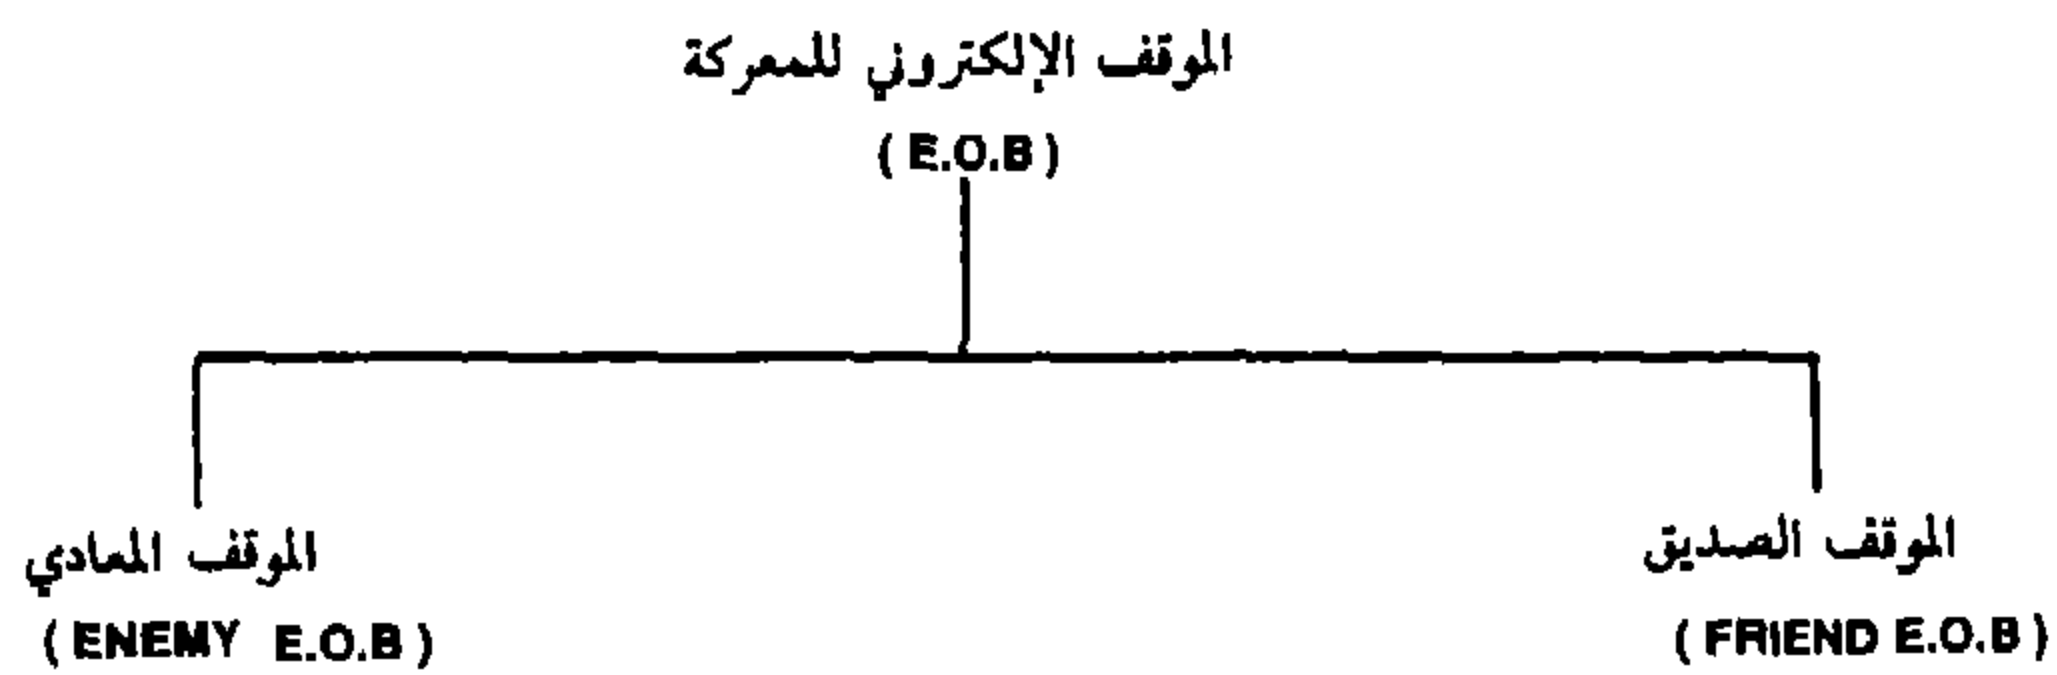 الموقف الإلكتروني للمعركة
( E.O.B )
الموقف الصديق
( FRIEND E.O.B )
الموقف المعادي
( ENEMY E.O.B )